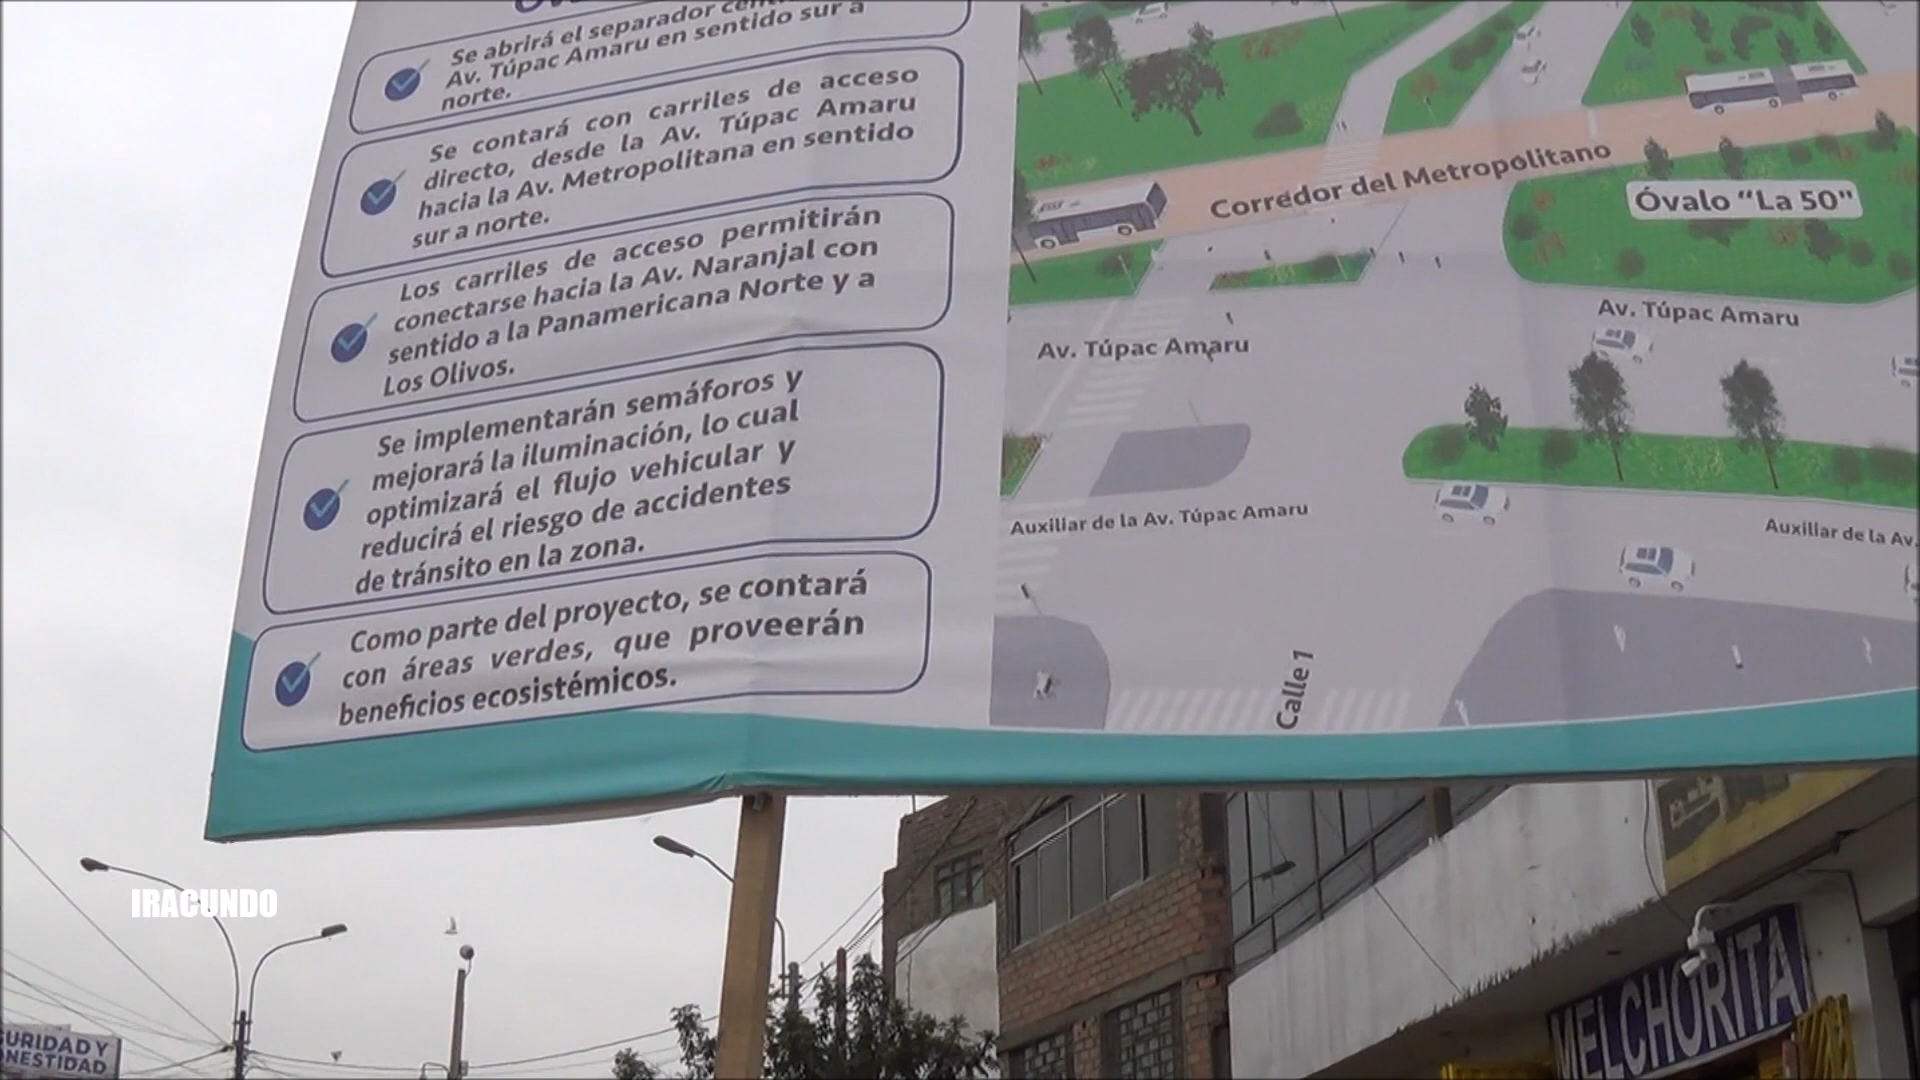 Se abrirá el separador
Av. Túpac Amaru en sentido sur a
norte.
Se contará con carriles de acceso
directo, desde la Av. Túpac Amaru
hacia la Av. Metropolitana en sentido
sur a norte.
Los carriles de acceso permitirán
conectarse hacia la Av. Naranjal con
sentido a la Panamericana Norte y a
Los Olivos.
Se implementarán semáforos y
mejorará la iluminación, lo cual
optimizará el flujo vehicular y
reducirá el riesgo de accidentes
de tránsito en la zona.
Como parte del proyecto, se contará
con áreas verdes, que proveerán
beneficios ecosistémicos.
Corredor del Metropolitano
Óvalo "La 50"
Av. Túpac Amaru
Av. Túpac Amaru
Auxiliar de la Av. Túpac Amaru
Auxiliar de la Av.
Calle 1
IRACUNDO
URIDAD Y
NESTIDAD
MELCHORITA